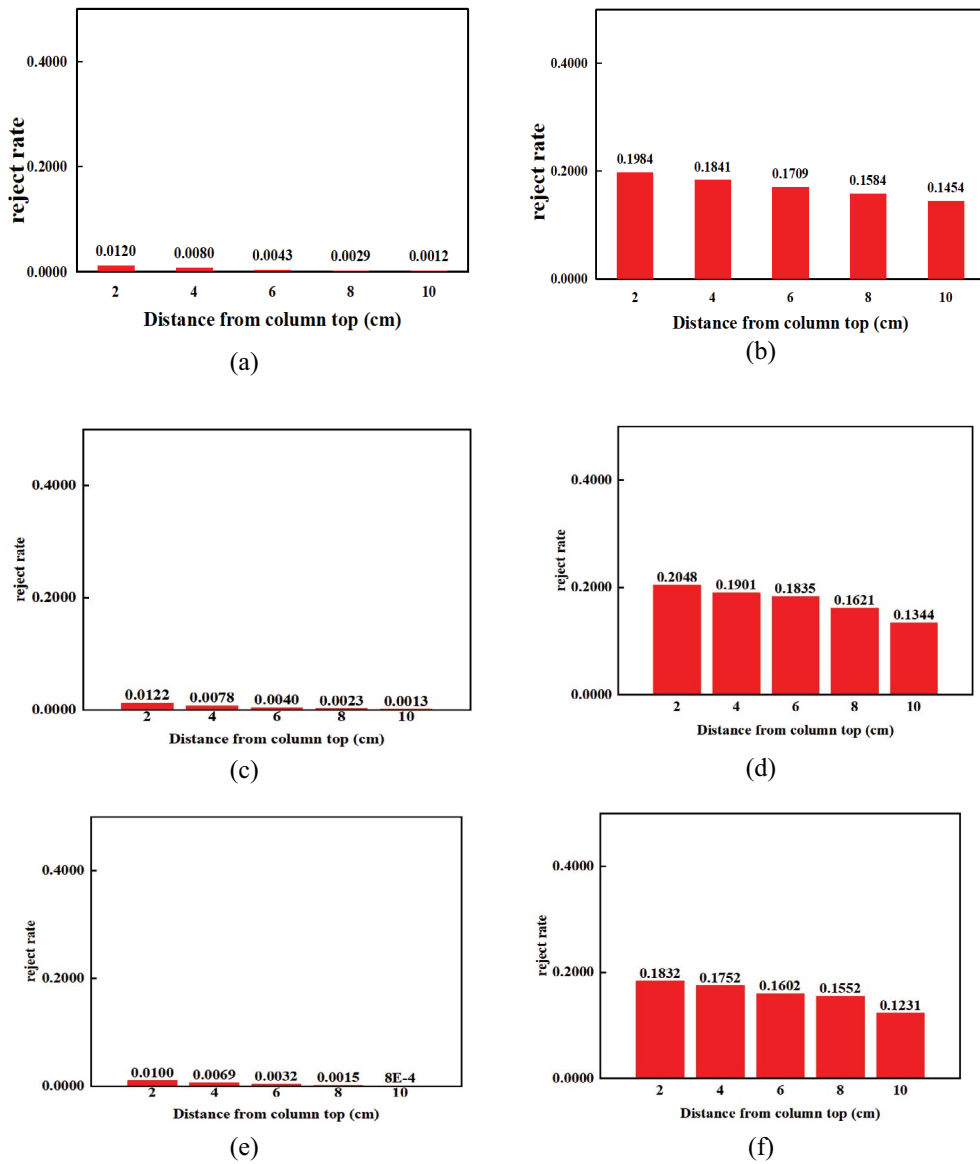 0.4000
0.2000
0.0000
reject rate
0.0120 0.0080 0.0043 0.0029 0.0012
2 4 6 8 10
Distance from column top (cm)
(a)
0.4000
0.2000
0.0000
reject rate
0.1984 0.1841 0.1709 0.1584 0.1454
2 4 6 8 10
Distance from column top (cm)
(b)
0.4000
0.2000
0.0000
reject rate
0.0122 0.0078 0.0040 0.0023 0.0013
2 4 6 8 10
Distance from column top (cm)
(c)
0.4000
0.2000
0.0000
reject rate
0.2048 0.1901 0.1835 0.1621 0.1344
2 4 6 8 10
Distance from column top (cm)
(d)
0.4000
0.2000
0.0000
reject rate
0.0100 0.0069 0.0032 0.0015 8E-4
2 4 6 8 10
Distance from column top (cm)
(e)
0.4000
0.2000
0.0000
reject rate
0.1832 0.1752 0.1602 0.1552 0.1231
2 4 6 8 10
Distance from column top (cm)
(f)